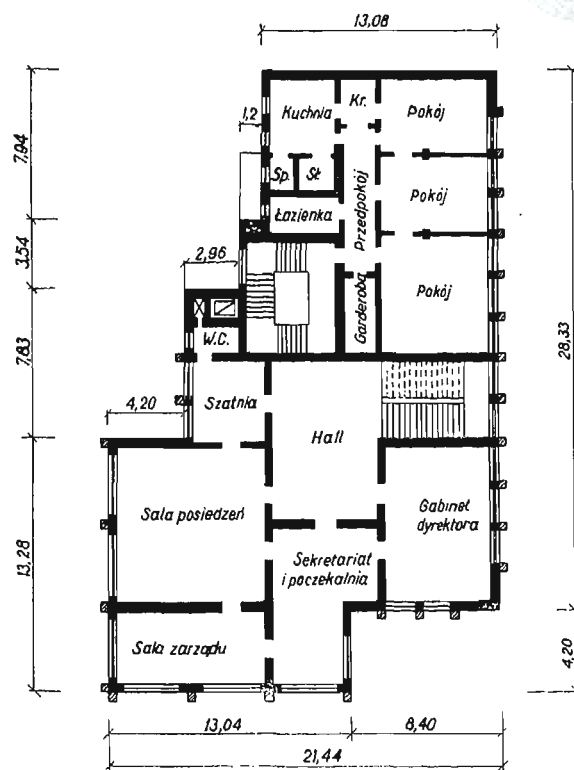 13,08
1,2
Kuchnia
Kr.
Pokój
7,94
Sp.
St.
Pokój
Łazienka
Przedpokój
3,54
2,96
Garderoba
Pokój
W.C.
7,83
28,33
4,20
Szatnia
Hall
Sala posiedzeń
Gabinet
dyrektora
13,28
Sekretariat
i poczekalnia
Sala zarządu
4,20
13,04
8,40
21,44